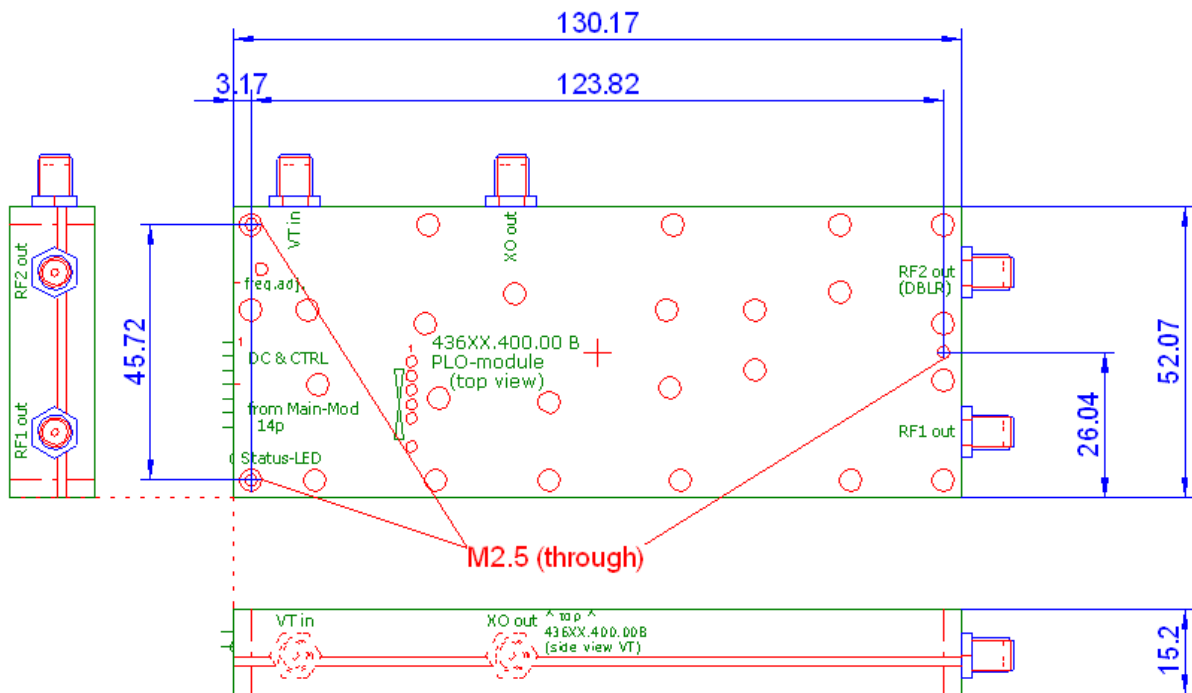 130.17
3.17
123.82
VT in
XO out
RF2 out
RF2 out
(DBLR)
freq.adj.
45.72
1
1
436XX.400.00 B
PLO-module
(top view)
DC & CTRL
52.07
26.04
from Main-Mod
14p
RF1 out
RF1 out
( Status-LED
M2.5 (through)
VT in
XO out
^ top ^
436XX.400.00B
(side view VT)
15.2